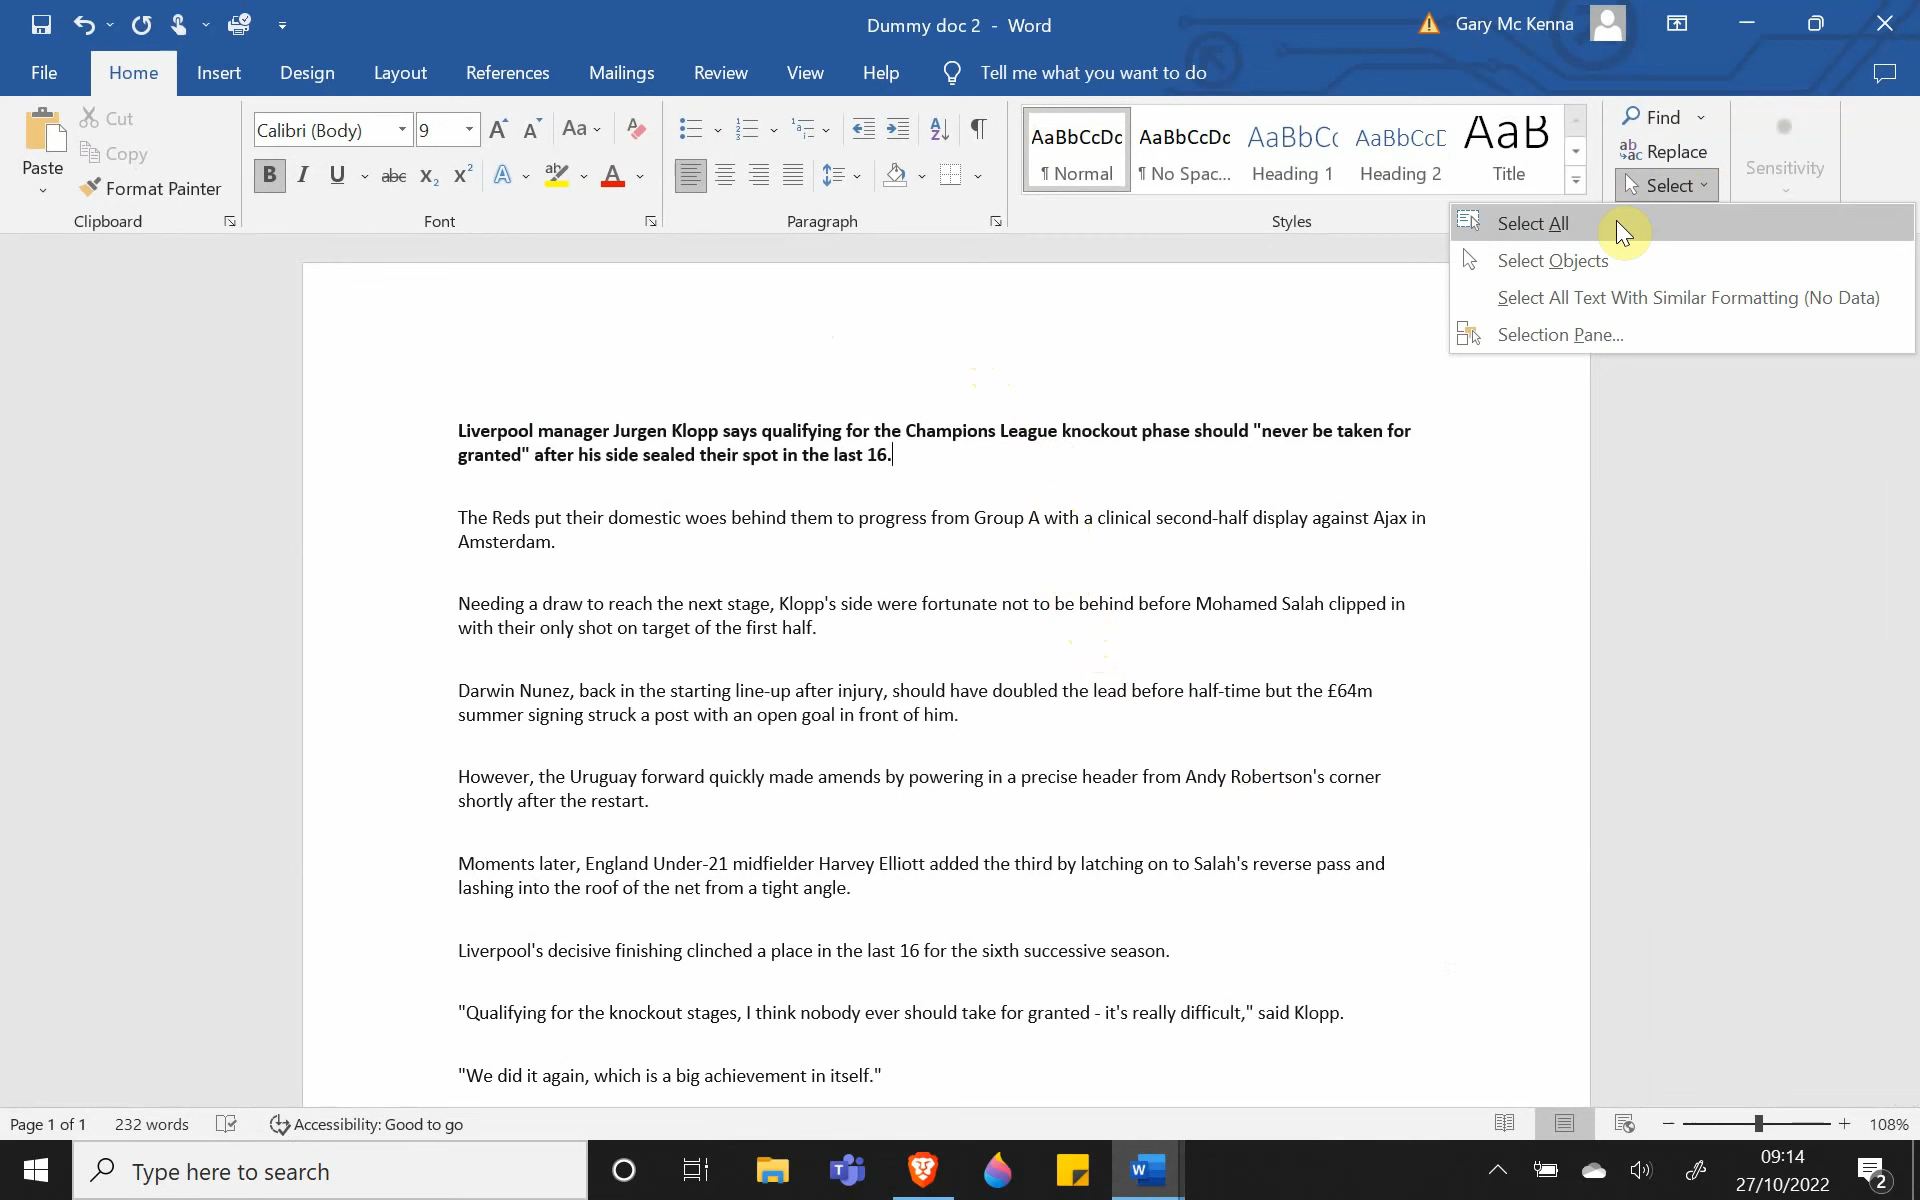 Dummy doc 2 - Word
Gary Mc Kenna
File Home Insert Design Layout References Mailings Review View Help Tell me what you want to do
Paste
Cut
Copy
Format Painter
Clipboard
Calibri (Body) 9
Aa
B I U abc X₂ X² A ab A
Font
Paragraph
AaBbCcDc AaBbCcDc AaBbC AaBbCcD AaB
¶ Normal ¶ No Spac... Heading 1 Heading 2 Title
Styles
Find
Replace
Select
Sensitivity
Select All
Select Objects
Select All Text With Similar Formatting (No Data)
Selection Pane...
Liverpool manager Jurgen Klopp says qualifying for the Champions League knockout phase should "never be taken for
granted" after his side sealed their spot in the last 16.
The Reds put their domestic woes behind them to progress from Group A with a clinical second-half display against Ajax in
Amsterdam.
Needing a draw to reach the next stage, Klopp's side were fortunate not to be behind before Mohamed Salah clipped in
with their only shot on target of the first half.
Darwin Nunez, back in the starting line-up after injury, should have doubled the lead before half-time but the £64m
summer signing struck a post with an open goal in front of him.
However, the Uruguay forward quickly made amends by powering in a precise header from Andy Robertson's corner
shortly after the restart.
Moments later, England Under-21 midfielder Harvey Elliott added the third by latching on to Salah's reverse pass and
lashing into the roof of the net from a tight angle.
Liverpool's decisive finishing clinched a place in the last 16 for the sixth successive season.
"Qualifying for the knockout stages, I think nobody ever should take for granted - it's really difficult," said Klopp.
"We did it again, which is a big achievement in itself."
Page 1 of 1 232 words Accessibility: Good to go 108%
Type here to search
09:14
27/10/2022
2